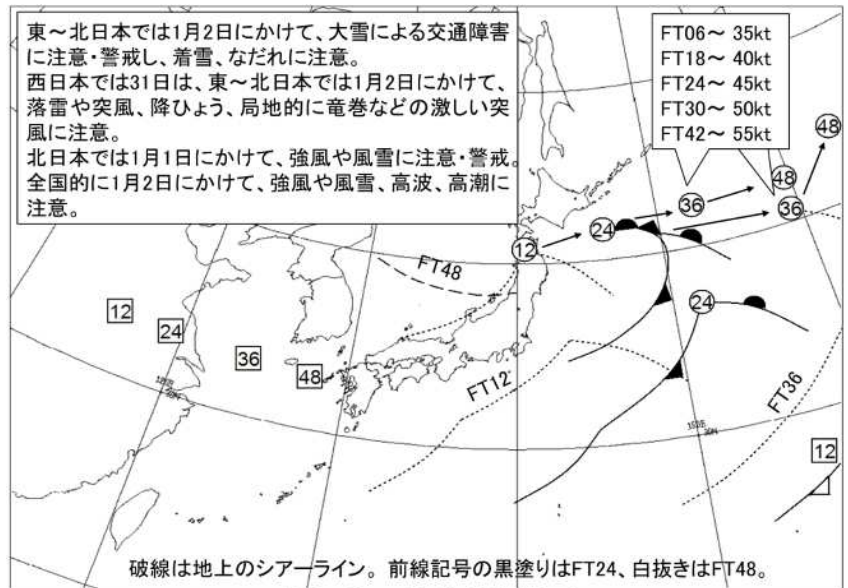 東～北日本では1月2日にかけて、大雪による交通障害
に注意・警戒し、着雪、なだれに注意。
西日本では31日は、東～北日本では1月2日にかけて、
落雷や突風、降ひょう、局地的に竜巻などの激しい突
風に注意。
北日本では1月1日にかけて、強風や風雪に注意・警戒。
全国的に1月2日にかけて、強風や風雪、高波、高潮に
注意。
FT06～ 35kt
FT18～ 40kt
FT24～ 45kt
FT30～ 50kt
FT42～ 55kt
48
48
36
36
24
12
FT48
24
12
24
36
48
FT12
FT36
12
破線は地上のシアーライン。前線記号の黒塗りはFT24、白抜きはFT48。